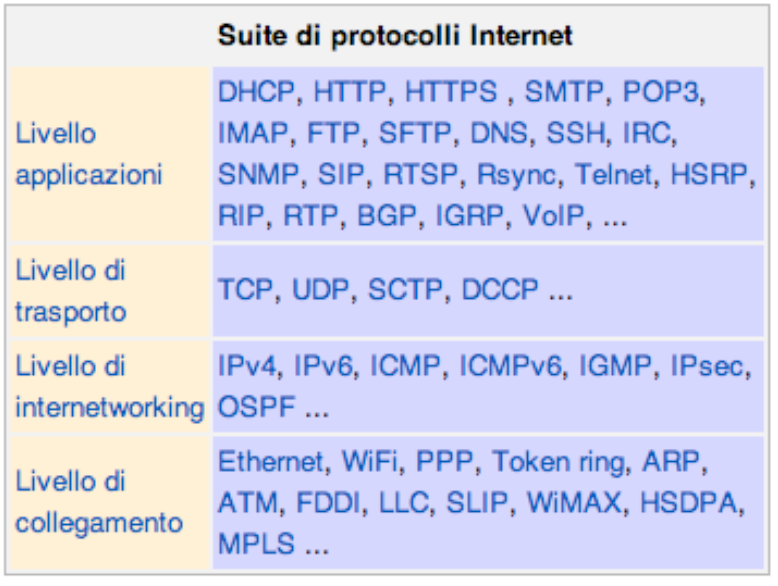 Suite di protocolli Internet
Livello applicazioni
DHCP, HTTP, HTTPS , SMTP, POP3,
IMAP, FTP, SFTP, DNS, SSH, IRC,
SNMP, SIP, RTSP, Rsync, Telnet, HSRP,
RIP, RTP, BGP, IGRP, VoIP, ...
Livello di
trasporto
TCP, UDP, SCTP, DCCP ...
Livello di
internetworking
IPv4, IPv6, ICMP, ICMPv6, IGMP, IPsec,
OSPF ...
Livello di
collegamento
Ethernet, WiFi, PPP, Token ring, ARP,
ATM, FDDI, LLC, SLIP, WiMAX, HSDPA,
MPLS ...